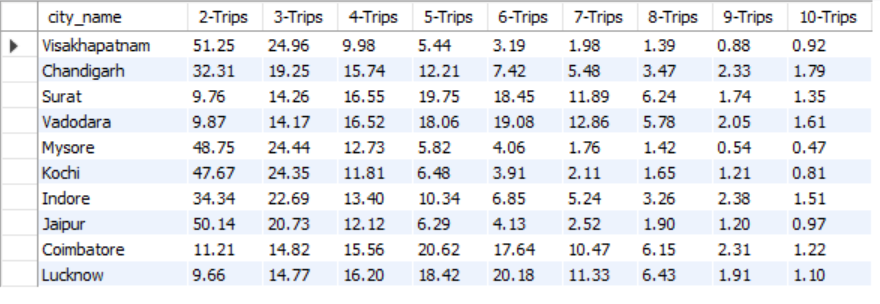 city_name 2-Trips 3-Trips 4-Trips 5-Trips 6-Trips 7-Trips 8-Trips 9-Trips 10-Trips
Visakhapatnam 51.25 24.96 9.98 5.44 3.19 1.98 1.39 0.88 0.92
Chandigarh 32.31 19.25 15.74 12.21 7.42 5.48 3.47 2.33 1.79
Surat 9.76 14.26 16.55 19.75 18.45 11.89 6.24 1.74 1.35
Vadodara 9.87 14.17 16.52 18.06 19.08 12.86 5.78 2.05 1.61
Mysore 48.75 24.44 12.73 5.82 4.06 1.76 1.42 0.54 0.47
Kochi 47.67 24.35 11.81 6.48 3.91 2.11 1.65 1.21 0.81
Indore 34.34 22.69 13.40 10.34 6.85 5.24 3.26 2.38 1.51
Jaipur 50.14 20.73 12.12 6.29 4.13 2.52 1.90 1.20 0.97
Coimbatore 11.21 14.82 15.56 20.62 17.64 10.47 6.15 2.31 1.22
Lucknow 9.66 14.77 16.20 18.42 20.18 11.33 6.43 1.91 1.10